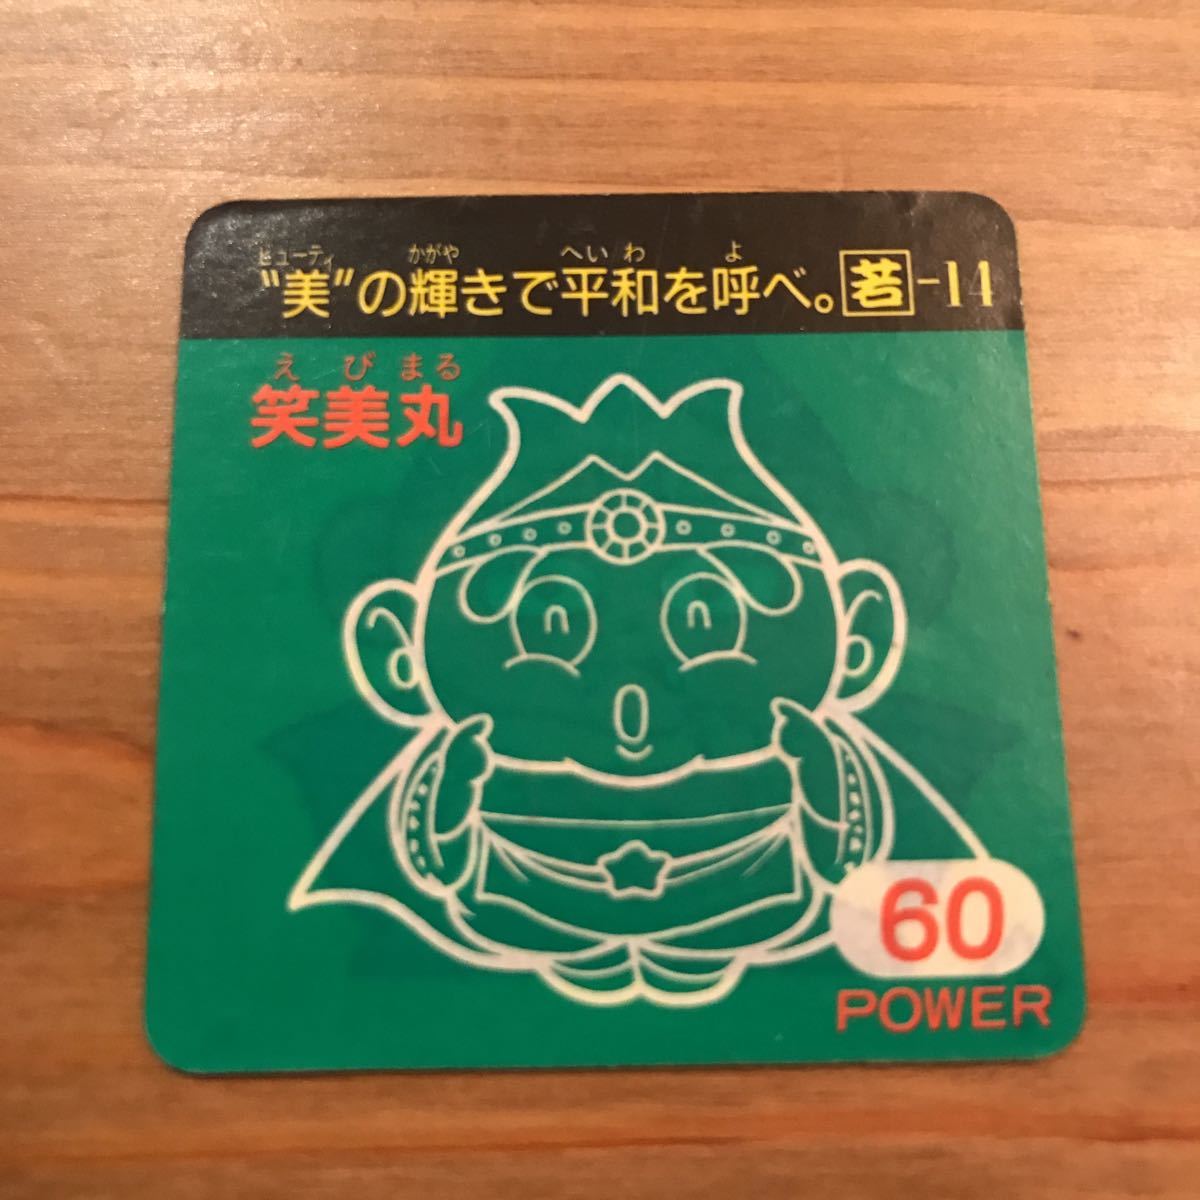 ビューティ かがや へいわ よ
“美”の輝きで平和を呼べ。 若-14
えびまる
笑美丸
60
POWER